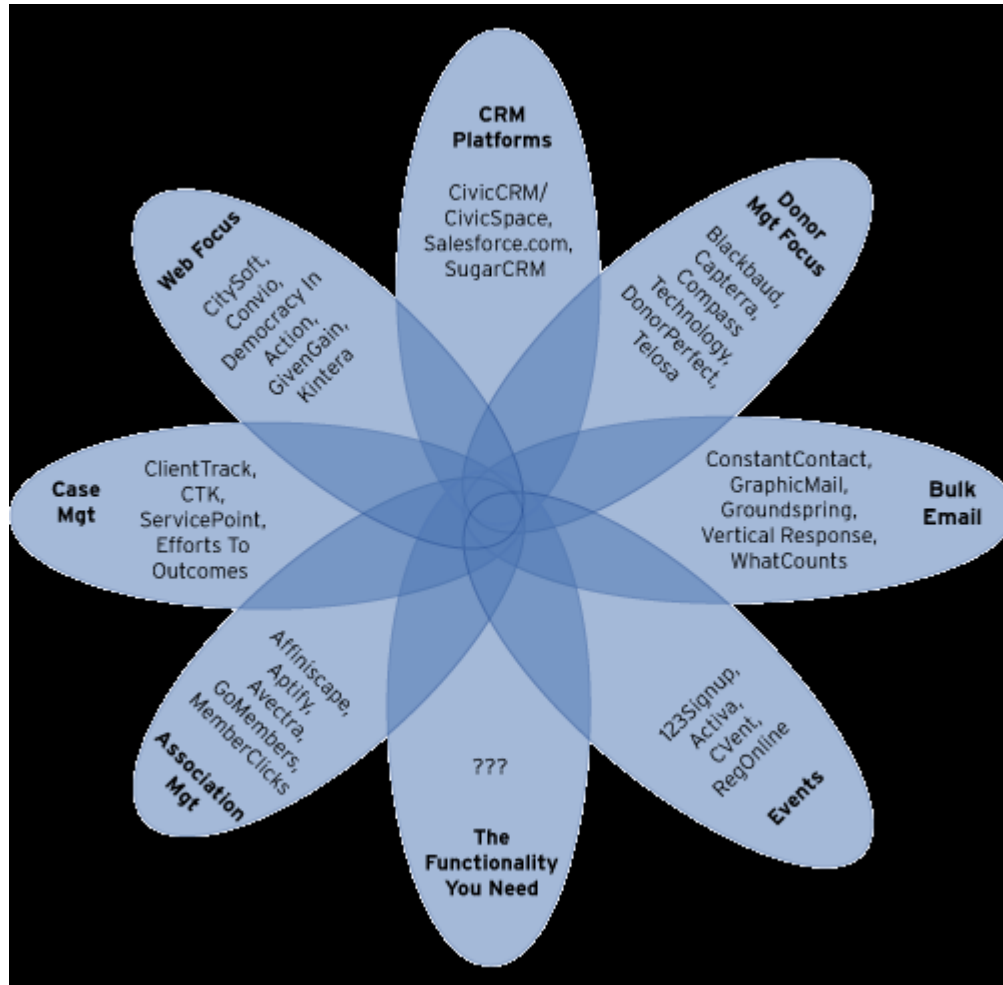 CRM
Platforms
CivicCRM/
CivicSpace,
Salesforce.com,
SugarCRM
Donor
Mgt Focus
Blackbaud,
Capterra,
Compass
Technology,
DonorPerfect,
Telosa
Bulk
Email
ConstantContact,
GraphicMail,
Groundspring,
Vertical Response,
WhatCounts
123Signup,
Activa,
CVent,
RegOnline
Events
???
The
Functionality
You Need
Affiniscape,
Aptify,
Avectra,
GoMembers,
MemberClicks
Association
Mgt
Case
Mgt
ClientTrack,
CTK,
ServicePoint,
Efforts To
Outcomes
Web Focus
CitySoft,
Convio,
Democracy In
Action,
GivenGain,
Kintera